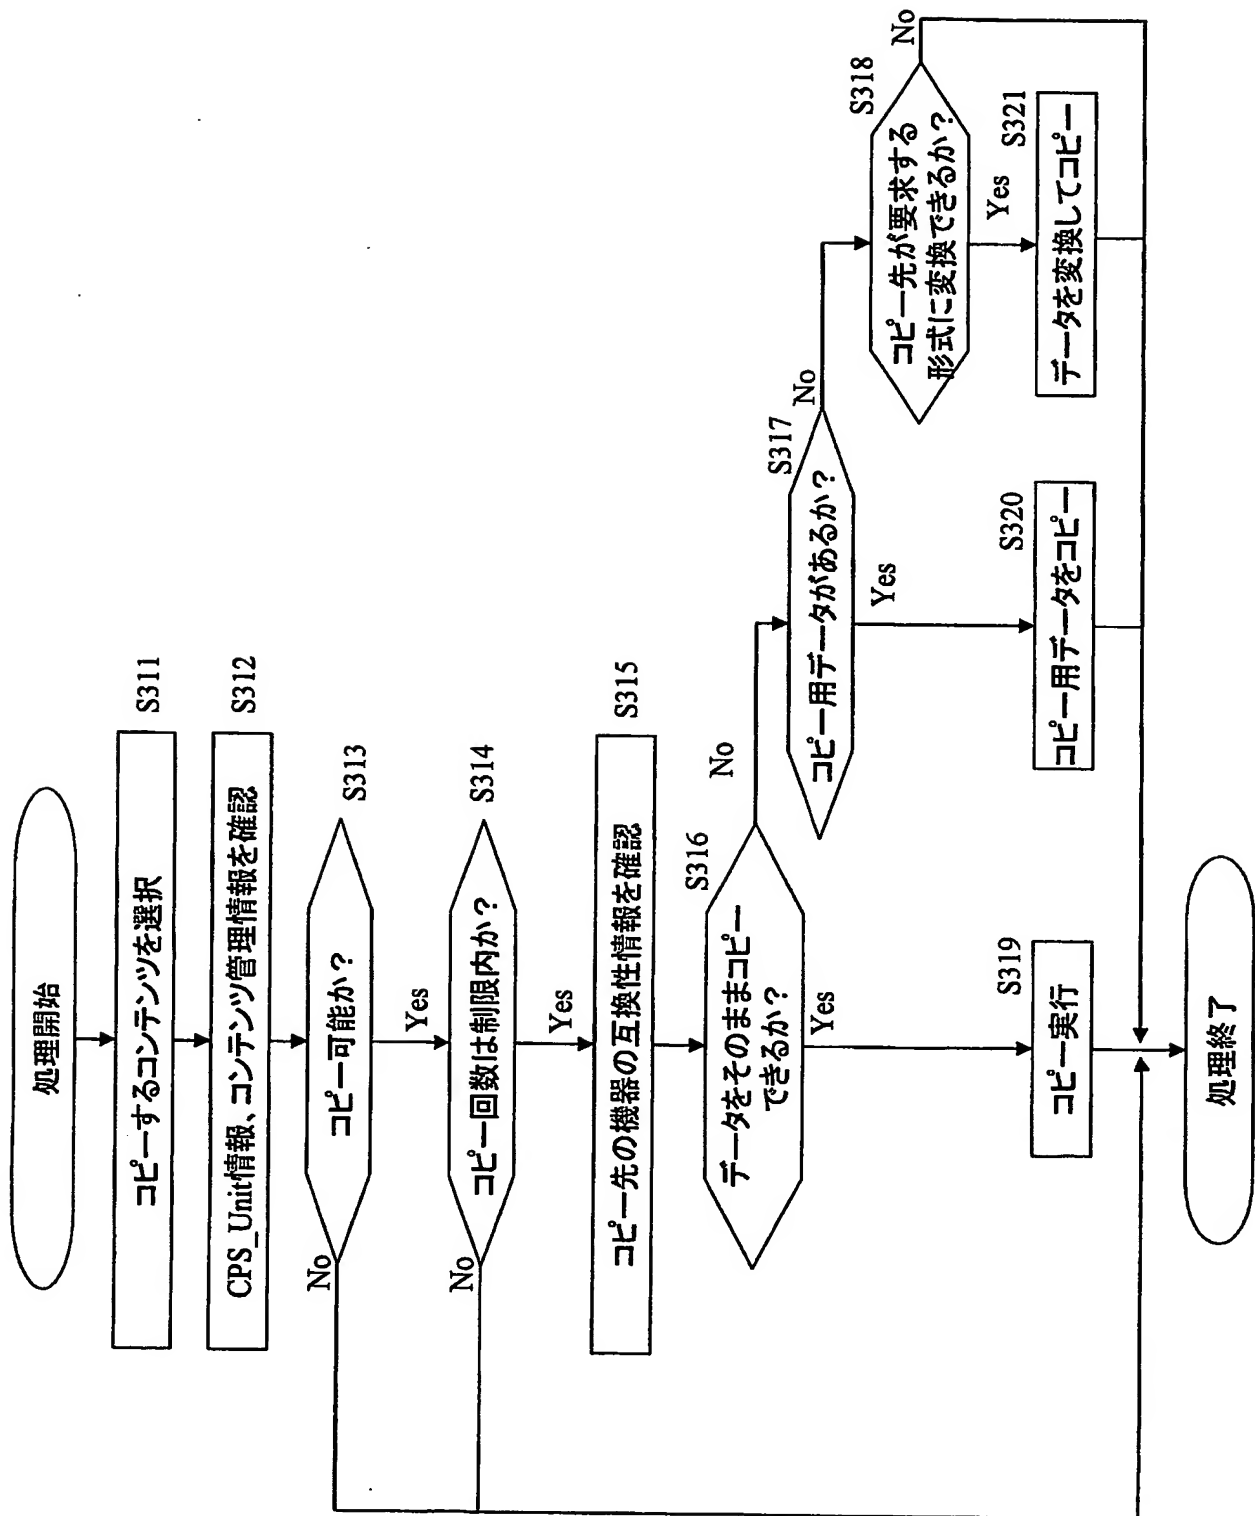 処理開始
コピーするコンテンツを選択
S311
CPS_Unit情報、コンテンツ管理情報を確認
S312
コピー可能か？
S313
No
Yes
コピー回数は制限内か？
S314
No
Yes
コピー先の機器の互換性情報を確認
S315
データをそのままコピー
できるか？
S316
No
Yes
コピー用データがあるか？
S317
No
Yes
コピー先が要求する
形式に変換できるか？
S318
No
Yes
コピー実行
S319
コピー用データをコピー
S320
データを変換してコピー
S321
処理終了